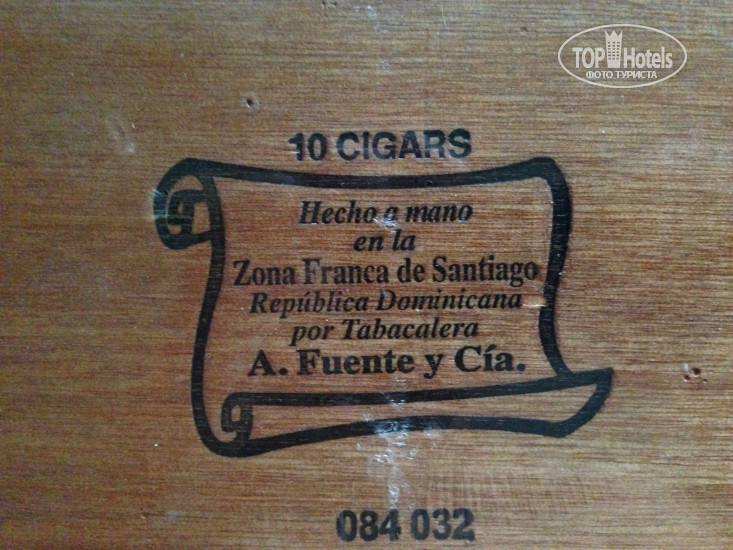 TOP Hotels
ФОТО ТУРИСТА
10 CIGARS
Hecho a mano
en la
Zona Franca de Santiago
República Dominicana
por Tabacalera
A. Fuente y Cía.
084 032